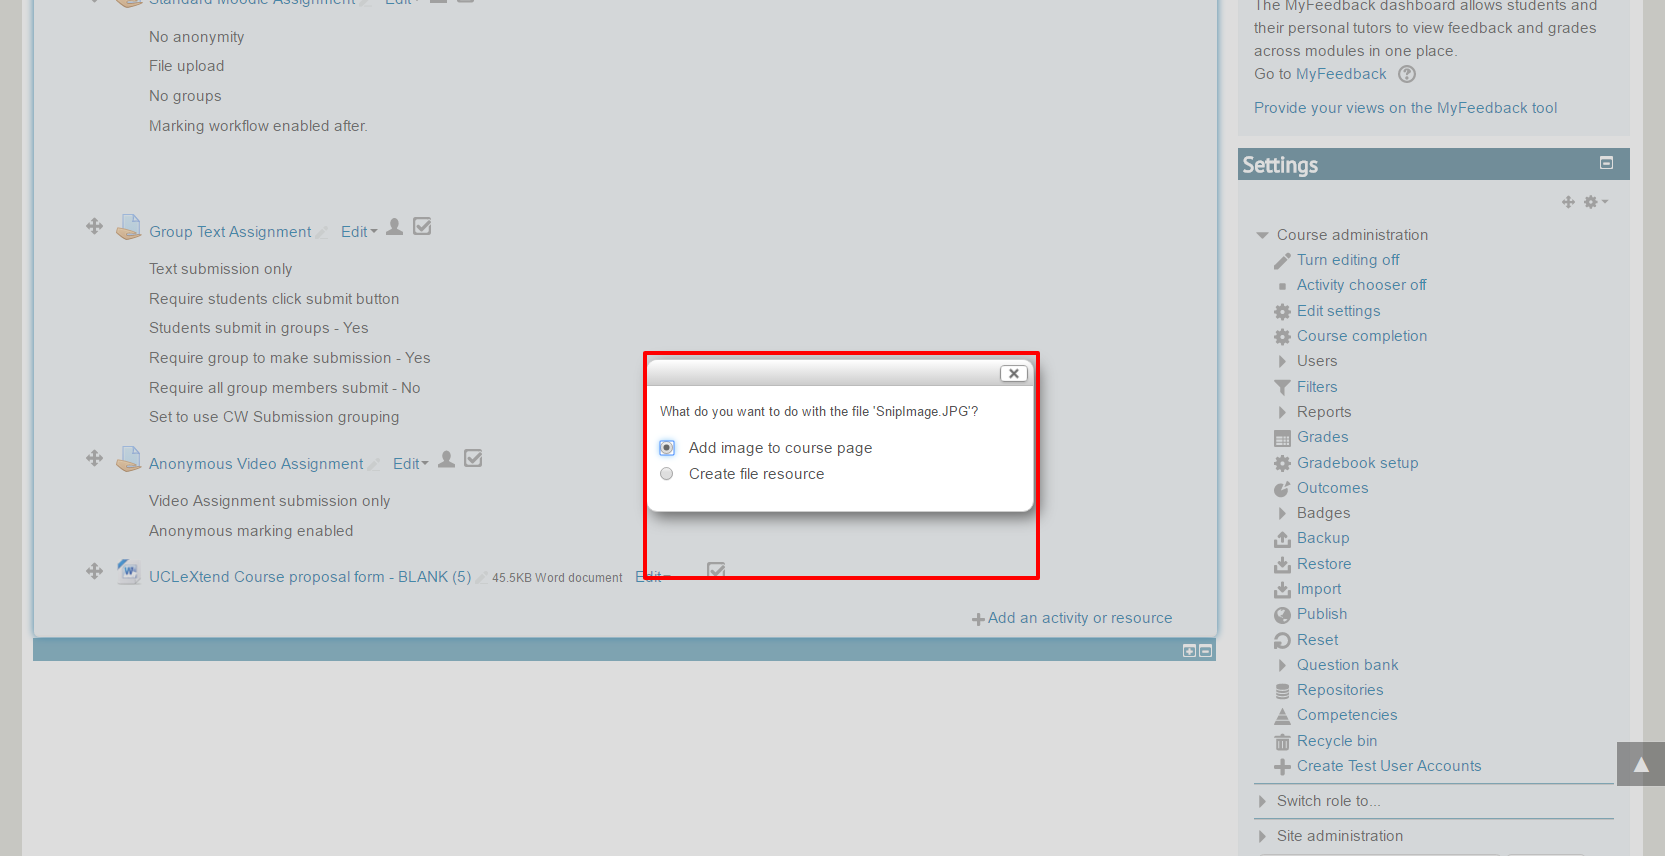 Standard Moodle Assignment Edit
No anonymity
File upload
No groups
Marking workflow enabled after.
Group Text Assignment Edit
Text submission only
Require students click submit button
Students submit in groups - Yes
Require group to make submission - Yes
Require all group members submit - No
Set to use CW Submission grouping
Anonymous Video Assignment Edit
Video Assignment submission only
Anonymous marking enabled
UCLeXtend Course proposal form - BLANK (5) 45.5KB Word document Edit
Add an activity or resource
What do you want to do with the file 'SnipImage.JPG'?
Add image to course page
Create file resource
The MyFeedback dashboard allows students and
their personal tutors to view feedback and grades
across modules in one place.
Go to MyFeedback
Provide your views on the MyFeedback tool
Settings
Course administration
Turn editing off
Activity chooser off
Edit settings
Course completion
Users
Filters
Reports
Grades
Gradebook setup
Outcomes
Badges
Backup
Restore
Import
Publish
Reset
Question bank
Repositories
Competencies
Recycle bin
Create Test User Accounts
Switch role to...
Site administration